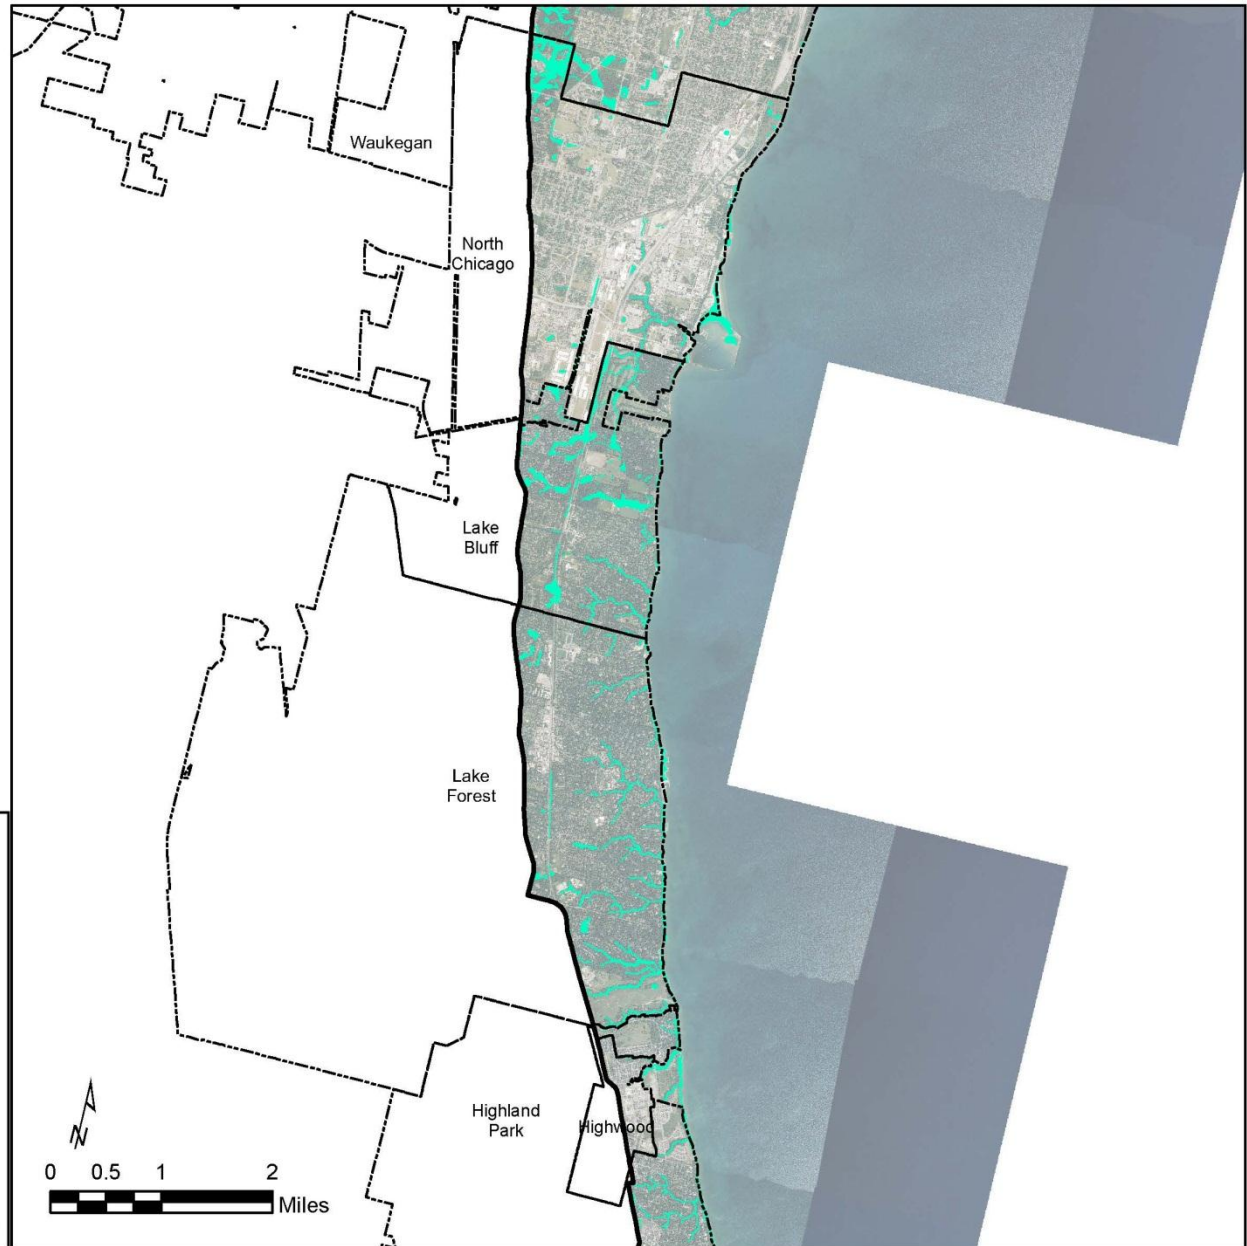 Waukegan
North
Chicago
Lake
Bluff
Lake
Forest
Highland
Park
Highwood
N
0 0.5 1 2
Miles